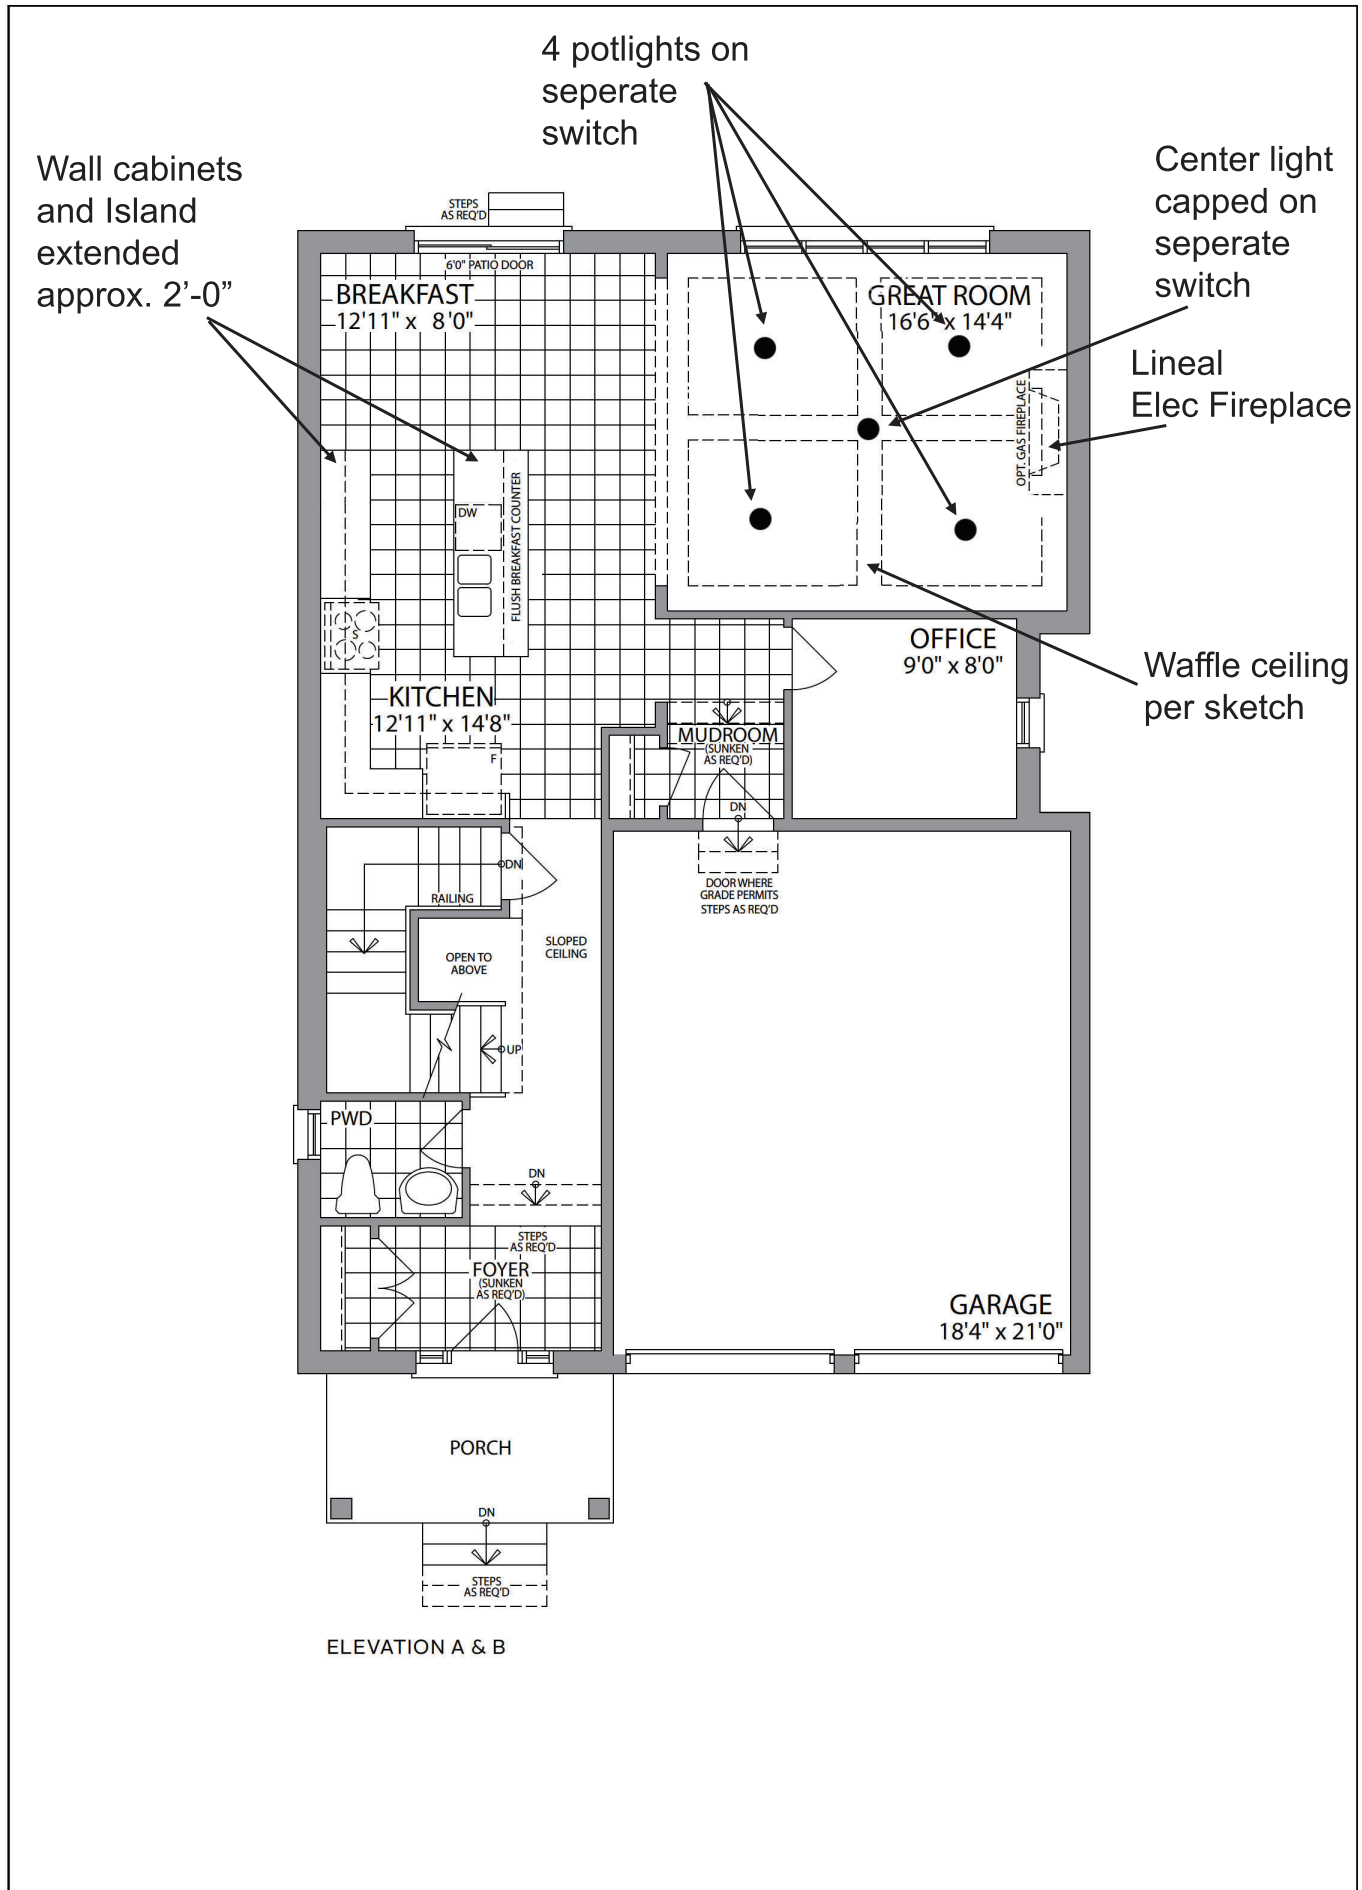 4 potlights on
seperate
switch
Wall cabinets
and Island
extended
approx. 2’-0”
Center light
capped on
seperate
switch
Lineal
Elec Fireplace
Waffle ceiling
per sketch
STEPS
AS REQ'D
6'0" PATIO DOOR
BREAKFAST
12'11" x 8'0"
GREAT ROOM
16'6" x 14'4"
OPT. GAS FIREPLACE
DW
FLUSH BREAKFAST COUNTER
S
KITCHEN
12'11" x 14'8"
F
OFFICE
9'0" x 8'0"
MUDROOM
(SUNKEN
AS REQ'D)
DN
DOOR WHERE
GRADE PERMITS
STEPS AS REQ'D
DN
RAILING
OPEN TO
ABOVE
SLOPED
CEILING
UP
PWD
DN
STEPS
AS REQ'D
FOYER
(SUNKEN
AS REQ'D)
GARAGE
18'4" x 21'0"
PORCH
DN
STEPS
AS REQ'D
ELEVATION A & B